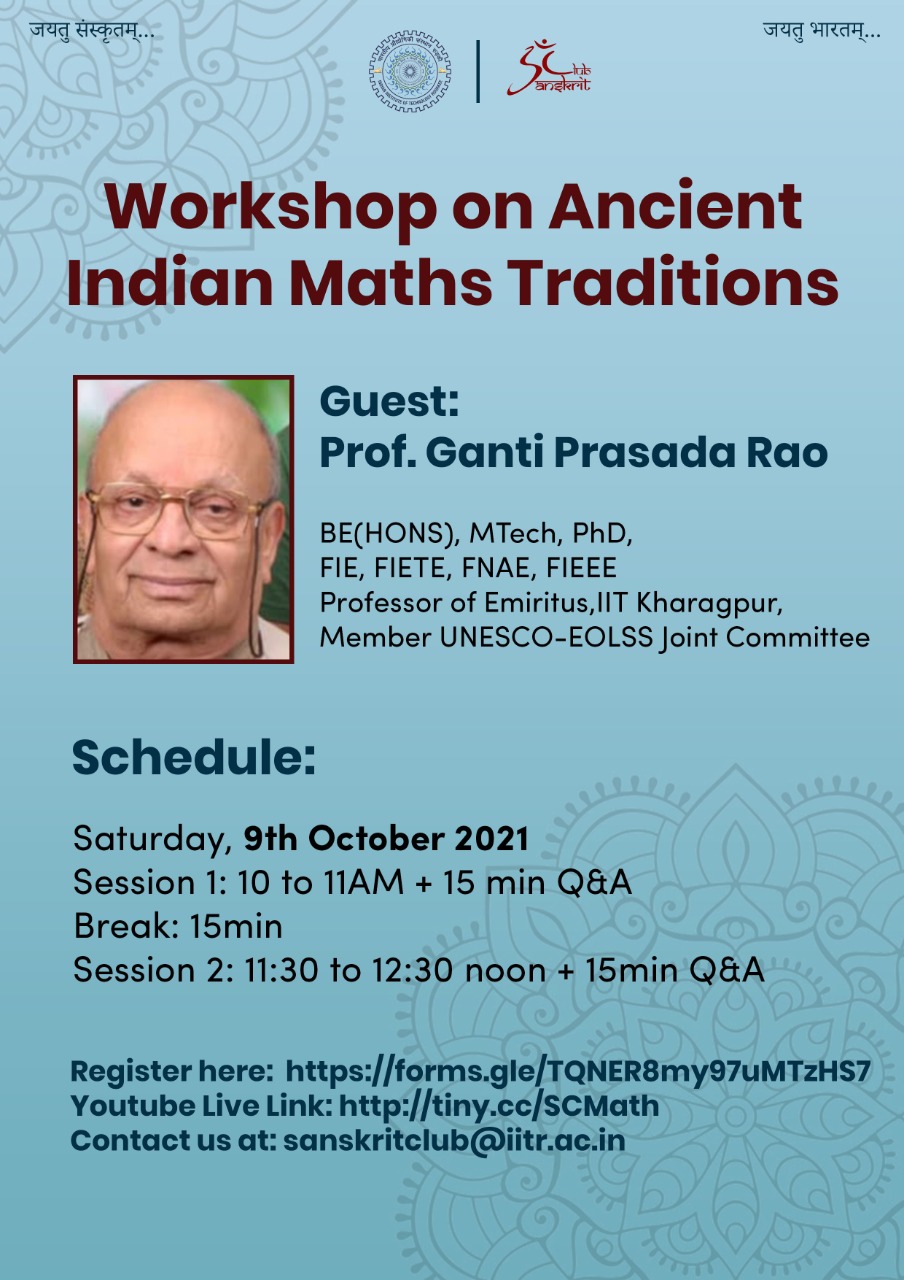 जयतु संस्कृतम्...
जयतु भारतम्...
Sanskrit Club
Workshop on Ancient
Indian Maths Traditions
Guest:
Prof. Ganti Prasada Rao
BE(HONS), MTech, PhD,
FIE, FIETE, FNAE, FIEEE
Professor of Emiritus,IIT Kharagpur,
Member UNESCO-EOLSS Joint Committee
Schedule:
Saturday, 9th October 2021
Session 1: 10 to 11AM + 15 min Q&A
Break: 15min
Session 2: 11:30 to 12:30 noon + 15min Q&A
Register here: https://forms.gle/TQNER8my97uMTzHS7
Youtube Live Link: http://tiny.cc/SCMath
Contact us at: sanskritclub@iitr.ac.in